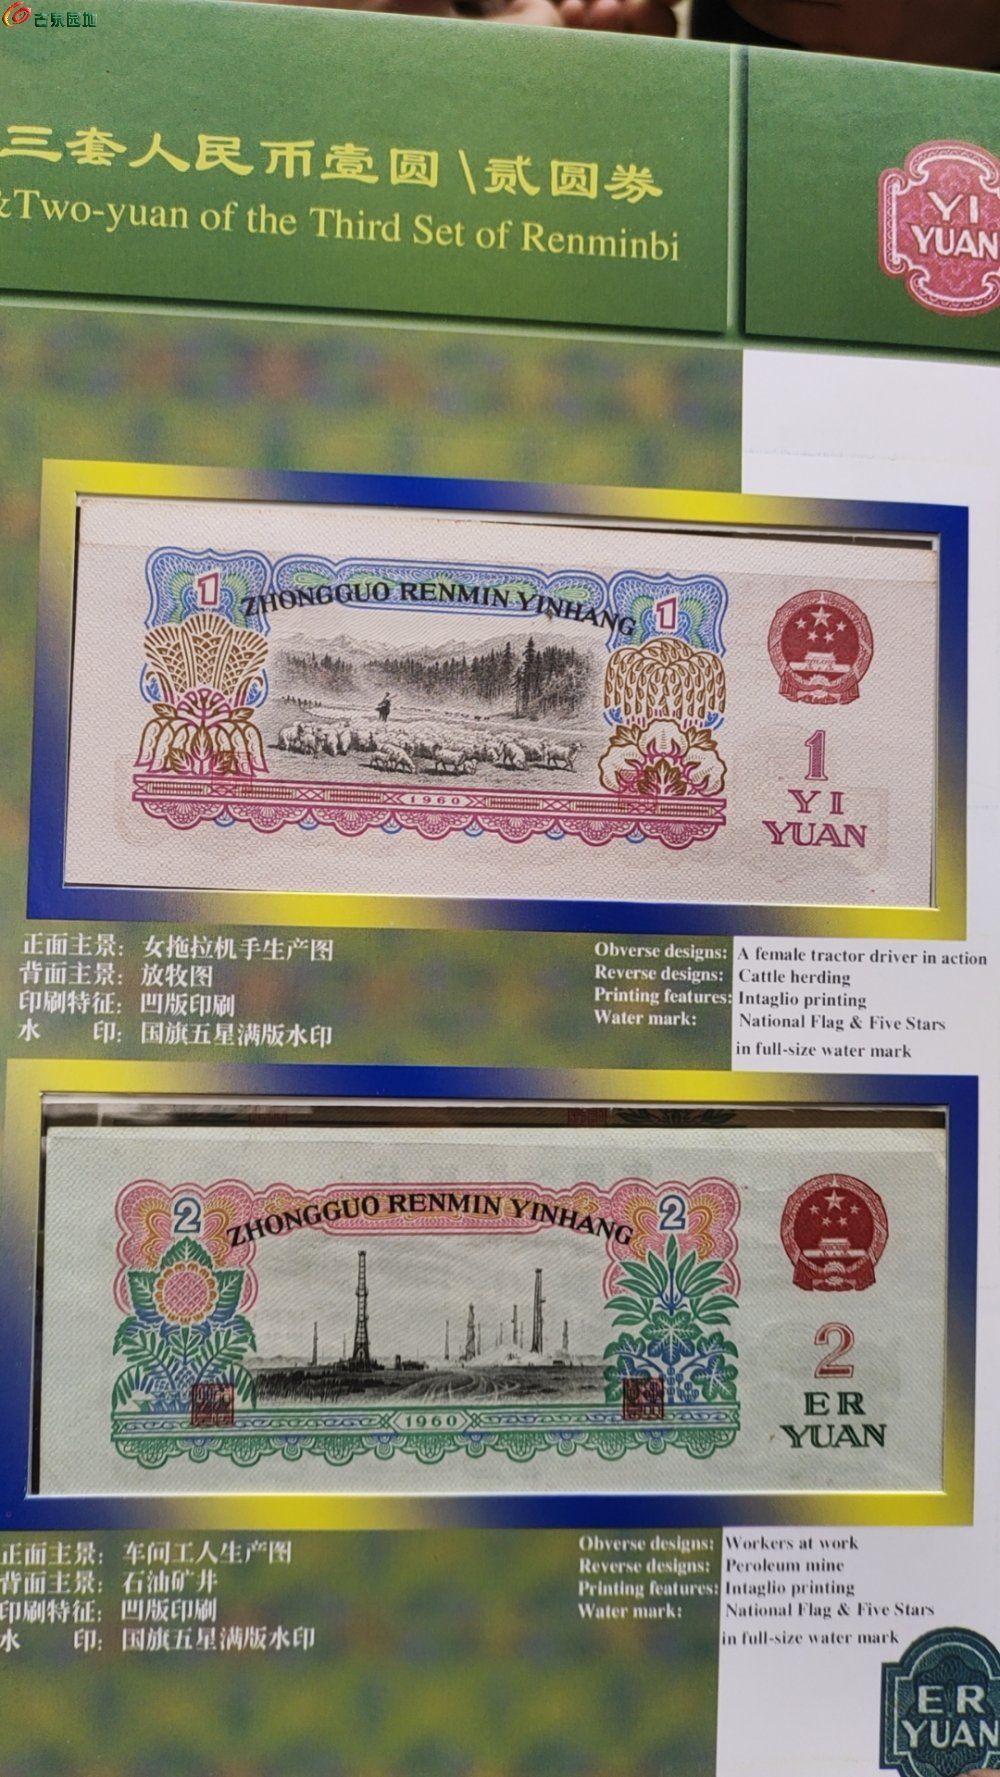 芒果园地
三套人民币壹圆\贰圆券
&Two-yuan of the Third Set of Renminbi
YI
YUAN
1
ZHONGGUO RENMIN YINHANG
1
1960
1
YI
YUAN
正面主景：女拖拉机手生产图
背面主景：放牧图
印刷特征：凹版印刷
水 印：国旗五星满版水印
Obverse designs: A female tractor driver in action
Reverse designs: Cattle herding
Printing features: Intaglio printing
Water mark: National Flag & Five Stars
in full-size water mark
2
ZHONGGUO RENMIN YINHANG
2
1960
2
ER
YUAN
正面主景：车间工人生产图
背面主景：石油矿井
印刷特征：凹版印刷
水 印：国旗五星满版水印
Obverse designs: Workers at work
Reverse designs: Peroleum mine
Printing features: Intaglio printing
Water mark: National Flag & Five Stars
in full-size water mark
ER
YUAN